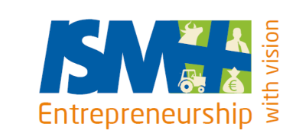 ISM+
Entrepreneurship
with vision
€